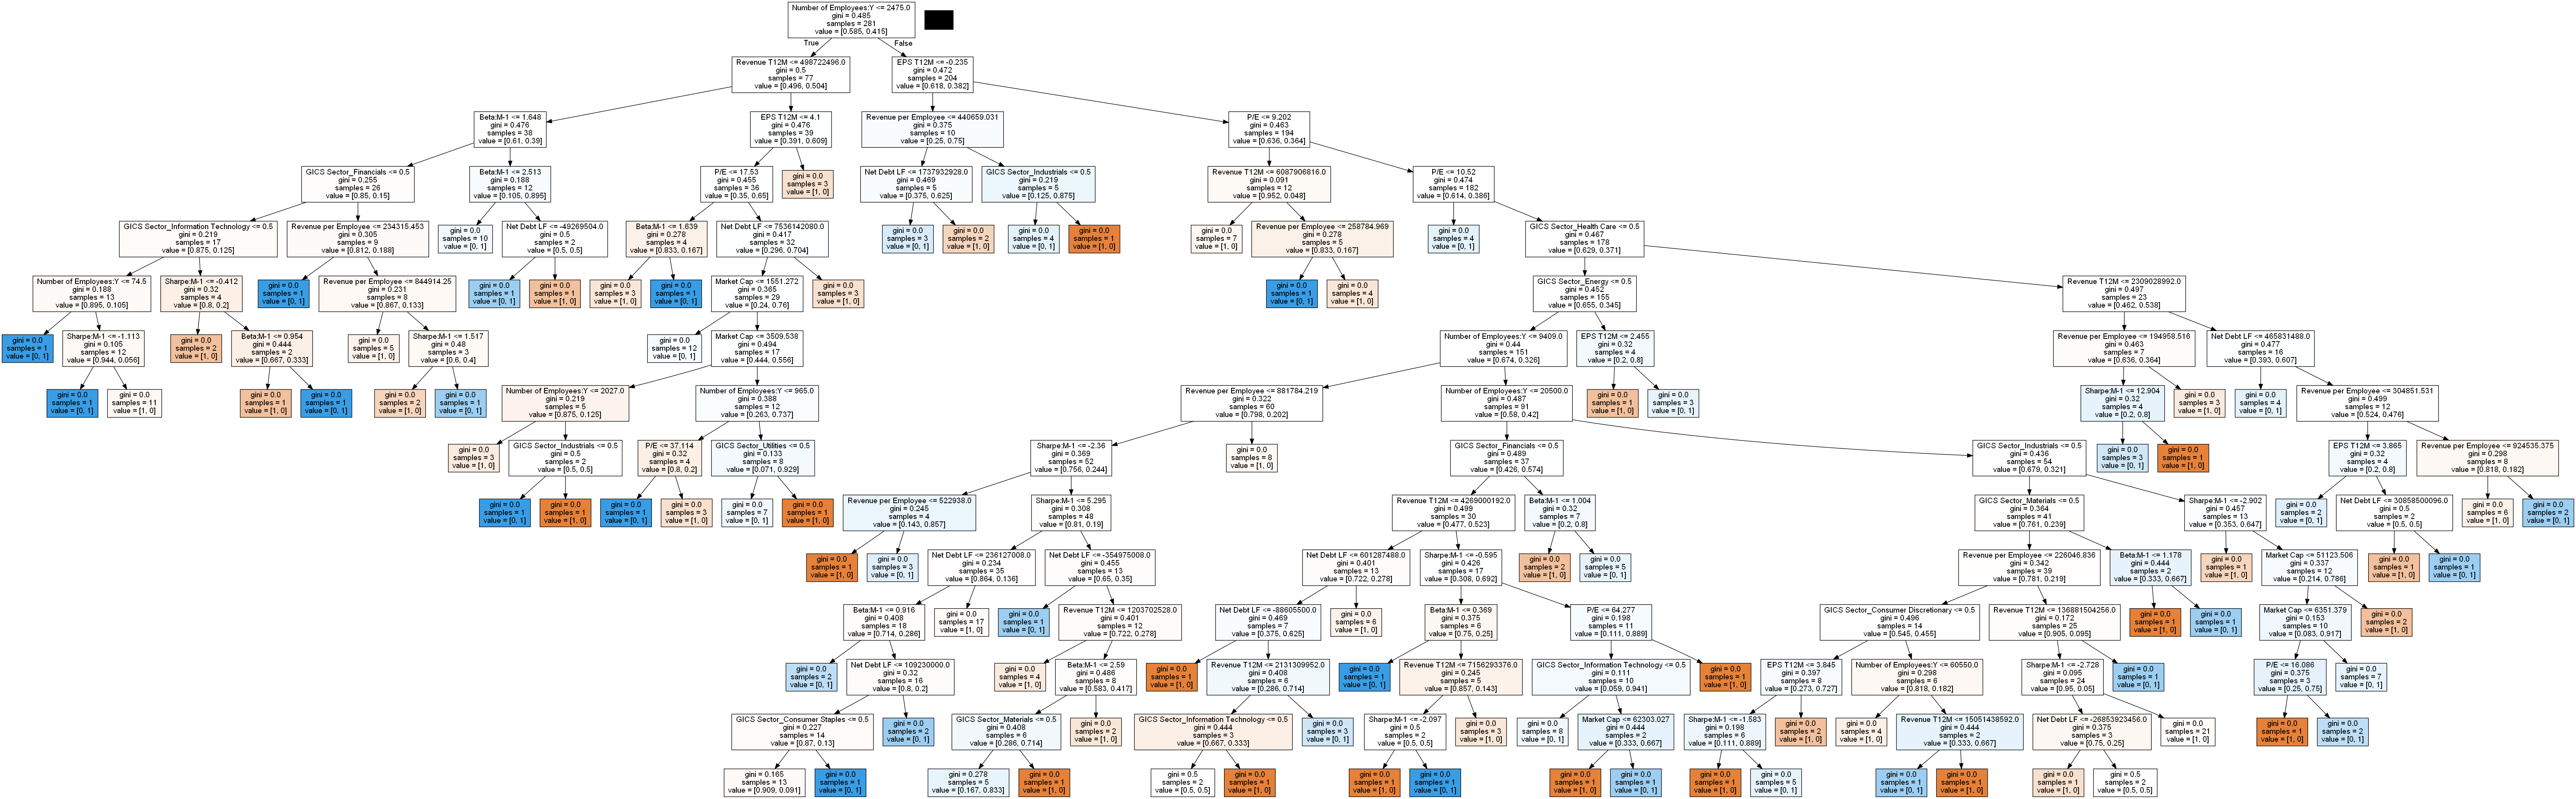 Number of Employees:Y <= 2475.0
gini = 0.485
samples = 281
value = [0.585, 0.415]
True
False
Revenue T12M <= 498722496.0
gini = 0.5
samples = 77
value = [0.496, 0.504]
EPS T12M <= -0.235
gini = 0.472
samples = 204
value = [0.618, 0.382]
Beta:M-1 <= 1.648
gini = 0.476
samples = 38
value = [0.61, 0.39]
EPS T12M <= 4.1
gini = 0.476
samples = 39
value = [0.391, 0.609]
Revenue per Employee <= 440659.031
gini = 0.375
samples = 10
value = [0.25, 0.75]
P/E <= 9.202
gini = 0.463
samples = 194
value = [0.636, 0.364]
GICS Sector_Financials <= 0.5
gini = 0.255
samples = 26
value = [0.85, 0.15]
Beta:M-1 <= 2.513
gini = 0.188
samples = 12
value = [0.105, 0.895]
P/E <= 17.53
gini = 0.455
samples = 36
value = [0.35, 0.65]
gini = 0.0
samples = 3
value = [1, 0]
Net Debt LF <= 1737932928.0
gini = 0.469
samples = 5
value = [0.375, 0.625]
GICS Sector_Industrials <= 0.5
gini = 0.219
samples = 5
value = [0.125, 0.875]
Revenue T12M <= 6087906816.0
gini = 0.091
samples = 12
value = [0.952, 0.048]
P/E <= 10.52
gini = 0.474
samples = 182
value = [0.614, 0.386]
GICS Sector_Information Technology <= 0.5
gini = 0.219
samples = 17
value = [0.875, 0.125]
Revenue per Employee <= 234315.453
gini = 0.305
samples = 9
value = [0.812, 0.188]
gini = 0.0
samples = 10
value = [0, 1]
Net Debt LF <= -49269504.0
gini = 0.5
samples = 2
value = [0.5, 0.5]
Beta:M-1 <= 1.639
gini = 0.278
samples = 4
value = [0.833, 0.167]
Net Debt LF <= 7536142080.0
gini = 0.417
samples = 32
value = [0.296, 0.704]
gini = 0.0
samples = 3
value = [0, 1]
gini = 0.0
samples = 2
value = [1, 0]
gini = 0.0
samples = 4
value = [0, 1]
gini = 0.0
samples = 1
value = [1, 0]
gini = 0.0
samples = 7
value = [1, 0]
Revenue per Employee <= 258784.969
gini = 0.278
samples = 5
value = [0.833, 0.167]
gini = 0.0
samples = 4
value = [0, 1]
GICS Sector_Health Care <= 0.5
gini = 0.467
samples = 178
value = [0.629, 0.371]
Number of Employees:Y <= 74.5
gini = 0.188
samples = 13
value = [0.895, 0.105]
Sharpe:M-1 <= -0.412
gini = 0.32
samples = 4
value = [0.8, 0.2]
gini = 0.0
samples = 1
value = [0, 1]
Revenue per Employee <= 844914.25
gini = 0.231
samples = 8
value = [0.867, 0.133]
gini = 0.0
samples = 1
value = [0, 1]
gini = 0.0
samples = 1
value = [1, 0]
gini = 0.0
samples = 3
value = [1, 0]
gini = 0.0
samples = 1
value = [0, 1]
Market Cap <= 1551.272
gini = 0.365
samples = 29
value = [0.24, 0.76]
gini = 0.0
samples = 3
value = [1, 0]
gini = 0.0
samples = 1
value = [0, 1]
gini = 0.0
samples = 4
value = [1, 0]
GICS Sector_Energy <= 0.5
gini = 0.452
samples = 155
value = [0.655, 0.345]
Revenue T12M <= 2309028992.0
gini = 0.497
samples = 23
value = [0.462, 0.538]
gini = 0.0
samples = 1
value = [0, 1]
Sharpe:M-1 <= -1.113
gini = 0.105
samples = 12
value = [0.944, 0.056]
gini = 0.0
samples = 2
value = [1, 0]
Beta:M-1 <= 0.954
gini = 0.444
samples = 2
value = [0.667, 0.333]
gini = 0.0
samples = 5
value = [1, 0]
Sharpe:M-1 <= 1.517
gini = 0.48
samples = 3
value = [0.6, 0.4]
gini = 0.0
samples = 12
value = [0, 1]
Market Cap <= 3509.538
gini = 0.494
samples = 17
value = [0.444, 0.556]
Number of Employees:Y <= 9409.0
gini = 0.44
samples = 151
value = [0.674, 0.326]
EPS T12M <= 2.455
gini = 0.32
samples = 4
value = [0.2, 0.8]
Revenue per Employee <= 194958.516
gini = 0.463
samples = 7
value = [0.636, 0.364]
Net Debt LF <= 465831488.0
gini = 0.477
samples = 16
value = [0.393, 0.607]
gini = 0.0
samples = 1
value = [0, 1]
gini = 0.0
samples = 11
value = [1, 0]
gini = 0.0
samples = 1
value = [1, 0]
gini = 0.0
samples = 1
value = [0, 1]
gini = 0.0
samples = 2
value = [1, 0]
gini = 0.0
samples = 1
value = [0, 1]
Number of Employees:Y <= 2027.0
gini = 0.219
samples = 5
value = [0.875, 0.125]
Number of Employees:Y <= 965.0
gini = 0.388
samples = 12
value = [0.263, 0.737]
Revenue per Employee <= 881784.219
gini = 0.322
samples = 60
value = [0.798, 0.202]
Number of Employees:Y <= 20500.0
gini = 0.487
samples = 91
value = [0.58, 0.42]
gini = 0.0
samples = 1
value = [1, 0]
gini = 0.0
samples = 3
value = [0, 1]
Sharpe:M-1 <= 12.904
gini = 0.32
samples = 4
value = [0.2, 0.8]
gini = 0.0
samples = 3
value = [1, 0]
gini = 0.0
samples = 4
value = [0, 1]
Revenue per Employee <= 304851.531
gini = 0.499
samples = 12
value = [0.524, 0.476]
gini = 0.0
samples = 3
value = [1, 0]
GICS Sector_Industrials <= 0.5
gini = 0.5
samples = 2
value = [0.5, 0.5]
P/E <= 37.114
gini = 0.32
samples = 4
value = [0.8, 0.2]
GICS Sector_Utilities <= 0.5
gini = 0.133
samples = 8
value = [0.071, 0.929]
Sharpe:M-1 <= -2.36
gini = 0.369
samples = 52
value = [0.756, 0.244]
gini = 0.0
samples = 8
value = [1, 0]
GICS Sector_Financials <= 0.5
gini = 0.489
samples = 37
value = [0.426, 0.574]
GICS Sector_Industrials <= 0.5
gini = 0.436
samples = 54
value = [0.679, 0.321]
gini = 0.0
samples = 3
value = [0, 1]
gini = 0.0
samples = 1
value = [1, 0]
EPS T12M <= 3.865
gini = 0.32
samples = 4
value = [0.2, 0.8]
Revenue per Employee <= 924535.375
gini = 0.298
samples = 8
value = [0.818, 0.182]
gini = 0.0
samples = 1
value = [0, 1]
gini = 0.0
samples = 1
value = [1, 0]
gini = 0.0
samples = 1
value = [0, 1]
gini = 0.0
samples = 3
value = [1, 0]
gini = 0.0
samples = 7
value = [0, 1]
gini = 0.0
samples = 1
value = [1, 0]
Revenue per Employee <= 522938.0
gini = 0.245
samples = 4
value = [0.143, 0.857]
Sharpe:M-1 <= 5.295
gini = 0.308
samples = 48
value = [0.81, 0.19]
Revenue T12M <= 4269000192.0
gini = 0.499
samples = 30
value = [0.477, 0.523]
Beta:M-1 <= 1.004
gini = 0.32
samples = 7
value = [0.2, 0.8]
GICS Sector_Materials <= 0.5
gini = 0.364
samples = 41
value = [0.761, 0.239]
Sharpe:M-1 <= -2.902
gini = 0.457
samples = 13
value = [0.353, 0.647]
gini = 0.0
samples = 2
value = [0, 1]
Net Debt LF <= 30858500096.0
gini = 0.5
samples = 2
value = [0.5, 0.5]
gini = 0.0
samples = 6
value = [1, 0]
gini = 0.0
samples = 2
value = [0, 1]
gini = 0.0
samples = 1
value = [1, 0]
gini = 0.0
samples = 3
value = [0, 1]
Net Debt LF <= 236127008.0
gini = 0.234
samples = 35
value = [0.864, 0.136]
Net Debt LF <= -354975008.0
gini = 0.455
samples = 13
value = [0.65, 0.35]
Net Debt LF <= 601287488.0
gini = 0.401
samples = 13
value = [0.722, 0.278]
Sharpe:M-1 <= -0.595
gini = 0.426
samples = 17
value = [0.308, 0.692]
gini = 0.0
samples = 2
value = [1, 0]
gini = 0.0
samples = 5
value = [0, 1]
Revenue per Employee <= 226046.836
gini = 0.342
samples = 39
value = [0.781, 0.219]
Beta:M-1 <= 1.178
gini = 0.444
samples = 2
value = [0.333, 0.667]
gini = 0.0
samples = 1
value = [1, 0]
Market Cap <= 51123.506
gini = 0.337
samples = 12
value = [0.214, 0.786]
gini = 0.0
samples = 1
value = [1, 0]
gini = 0.0
samples = 1
value = [0, 1]
Beta:M-1 <= 0.916
gini = 0.408
samples = 18
value = [0.714, 0.286]
gini = 0.0
samples = 17
value = [1, 0]
gini = 0.0
samples = 1
value = [0, 1]
Revenue T12M <= 1203702528.0
gini = 0.401
samples = 12
value = [0.722, 0.278]
Net Debt LF <= -88605500.0
gini = 0.469
samples = 7
value = [0.375, 0.625]
gini = 0.0
samples = 6
value = [1, 0]
Beta:M-1 <= 0.369
gini = 0.375
samples = 6
value = [0.75, 0.25]
P/E <= 64.277
gini = 0.198
samples = 11
value = [0.111, 0.889]
GICS Sector_Consumer Discretionary <= 0.5
gini = 0.496
samples = 14
value = [0.545, 0.455]
Revenue T12M <= 136881504256.0
gini = 0.172
samples = 25
value = [0.905, 0.095]
gini = 0.0
samples = 1
value = [1, 0]
gini = 0.0
samples = 1
value = [0, 1]
Market Cap <= 6351.379
gini = 0.153
samples = 10
value = [0.083, 0.917]
gini = 0.0
samples = 2
value = [1, 0]
gini = 0.0
samples = 2
value = [0, 1]
Net Debt LF <= 109230000.0
gini = 0.32
samples = 16
value = [0.8, 0.2]
gini = 0.0
samples = 4
value = [1, 0]
Beta:M-1 <= 2.59
gini = 0.486
samples = 8
value = [0.583, 0.417]
gini = 0.0
samples = 1
value = [1, 0]
Revenue T12M <= 2131309952.0
gini = 0.408
samples = 6
value = [0.286, 0.714]
gini = 0.0
samples = 1
value = [0, 1]
Revenue T12M <= 7156293376.0
gini = 0.245
samples = 5
value = [0.857, 0.143]
GICS Sector_Information Technology <= 0.5
gini = 0.111
samples = 10
value = [0.059, 0.941]
gini = 0.0
samples = 1
value = [1, 0]
EPS T12M <= 3.845
gini = 0.397
samples = 8
value = [0.273, 0.727]
Number of Employees:Y <= 60550.0
gini = 0.298
samples = 6
value = [0.818, 0.182]
Sharpe:M-1 <= -2.728
gini = 0.095
samples = 24
value = [0.95, 0.05]
gini = 0.0
samples = 1
value = [0, 1]
P/E <= 16.086
gini = 0.375
samples = 3
value = [0.25, 0.75]
gini = 0.0
samples = 7
value = [0, 1]
GICS Sector_Consumer Staples <= 0.5
gini = 0.227
samples = 14
value = [0.87, 0.13]
gini = 0.0
samples = 2
value = [0, 1]
GICS Sector_Materials <= 0.5
gini = 0.408
samples = 6
value = [0.286, 0.714]
gini = 0.0
samples = 2
value = [1, 0]
GICS Sector_Information Technology <= 0.5
gini = 0.444
samples = 3
value = [0.667, 0.333]
gini = 0.0
samples = 3
value = [0, 1]
Sharpe:M-1 <= -2.097
gini = 0.5
samples = 2
value = [0.5, 0.5]
gini = 0.0
samples = 3
value = [1, 0]
gini = 0.0
samples = 8
value = [0, 1]
Market Cap <= 62303.027
gini = 0.444
samples = 2
value = [0.333, 0.667]
Sharpe:M-1 <= -1.583
gini = 0.198
samples = 6
value = [0.111, 0.889]
gini = 0.0
samples = 2
value = [1, 0]
gini = 0.0
samples = 4
value = [1, 0]
Revenue T12M <= 15051438592.0
gini = 0.444
samples = 2
value = [0.333, 0.667]
Net Debt LF <= -26853923456.0
gini = 0.375
samples = 3
value = [0.75, 0.25]
gini = 0.0
samples = 21
value = [1, 0]
gini = 0.0
samples = 1
value = [1, 0]
gini = 0.0
samples = 2
value = [0, 1]
gini = 0.165
samples = 13
value = [0.909, 0.091]
gini = 0.0
samples = 1
value = [0, 1]
gini = 0.278
samples = 5
value = [0.167, 0.833]
gini = 0.0
samples = 1
value = [1, 0]
gini = 0.5
samples = 2
value = [0.5, 0.5]
gini = 0.0
samples = 1
value = [1, 0]
gini = 0.0
samples = 1
value = [1, 0]
gini = 0.0
samples = 1
value = [0, 1]
gini = 0.0
samples = 1
value = [1, 0]
gini = 0.0
samples = 1
value = [0, 1]
gini = 0.0
samples = 1
value = [1, 0]
gini = 0.0
samples = 5
value = [0, 1]
gini = 0.0
samples = 1
value = [0, 1]
gini = 0.0
samples = 1
value = [1, 0]
gini = 0.0
samples = 1
value = [1, 0]
gini = 0.5
samples = 2
value = [0.5, 0.5]